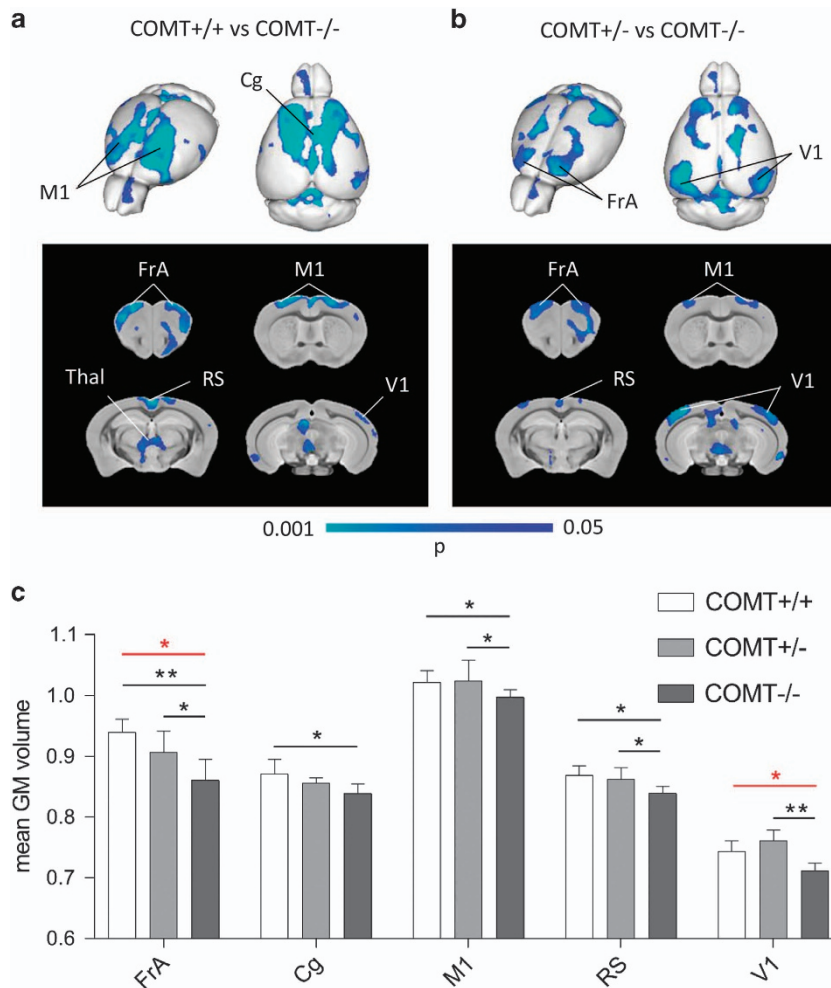 a
COMT+/+ vs COMT-/-
Cg
M1
FrA
M1
Thal
RS
V1
b
COMT+/- vs COMT-/-
V1
FrA
FrA
M1
RS
V1
0.001
0.05
p
c
COMT+/+
COMT+/-
COMT-/-
mean GM volume
1.1
1.0
0.9
0.8
0.7
0.6
*
**
*
*
*
*
*
*
*
**
FrA
Cg
M1
RS
V1